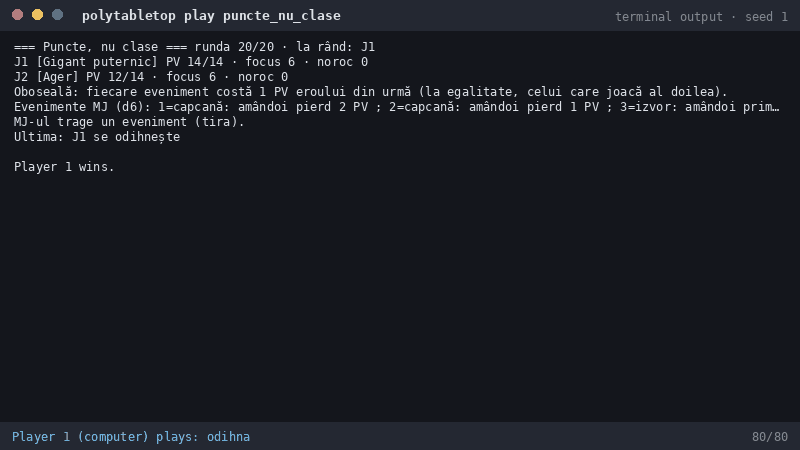 polytabletop play puncte_nu_clase
terminal output · seed 1
=== Puncte, nu clase === runda 20/20 · la rând: J1
J1 [Gigant puternic] PV 14/14 · focus 6 · noroc 0
J2 [Ager] PV 12/14 · focus 6 · noroc 0
Oboseală: fiecare eveniment costă 1 PV eroului din urmă (la egalitate, celui care joacă al doilea).
Evenimente MJ (d6): 1=capcană: amândoi pierd 2 PV ; 2=capcană: amândoi pierd 1 PV ; 3=izvor: amândoi prim…
MJ-ul trage un eveniment (tira).
Ultima: J1 se odihnește
Player 1 wins.
Player 1 (computer) plays: odihna
80/80